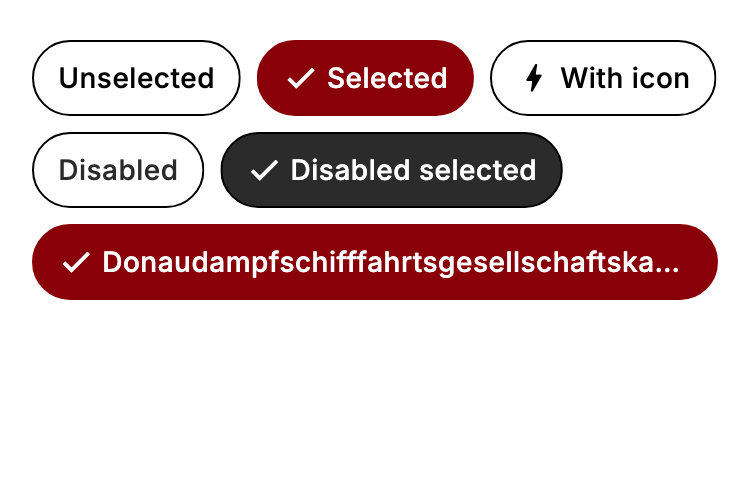 Unselected Selected With icon
Disabled Disabled selected
Donaudampfschifffahrtsgesellschaftska...